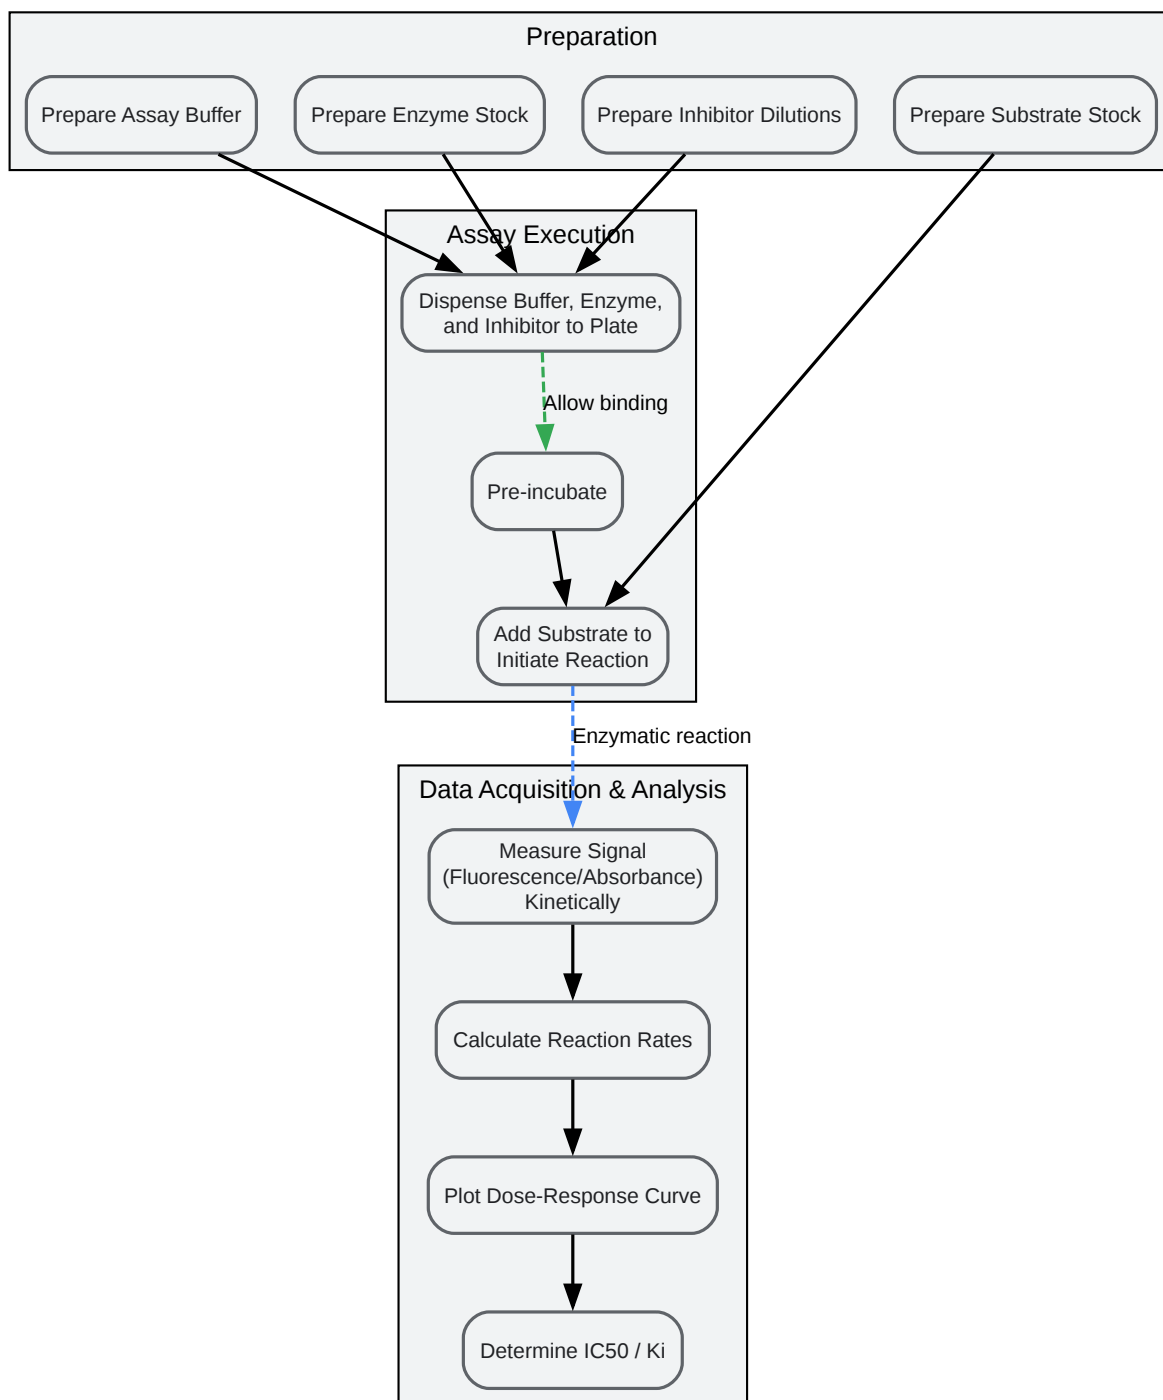 Preparation
Prepare Assay Buffer
Prepare Enzyme Stock
Prepare Inhibitor Dilutions
Prepare Substrate Stock
Assay Execution
Dispense Buffer, Enzyme,
and Inhibitor to Plate
Allow binding
Pre-incubate
Add Substrate to
Initiate Reaction
Enzymatic reaction
Data Acquisition & Analysis
Measure Signal
(Fluorescence/Absorbance)
Kinetically
Calculate Reaction Rates
Plot Dose-Response Curve
Determine IC50 / Ki